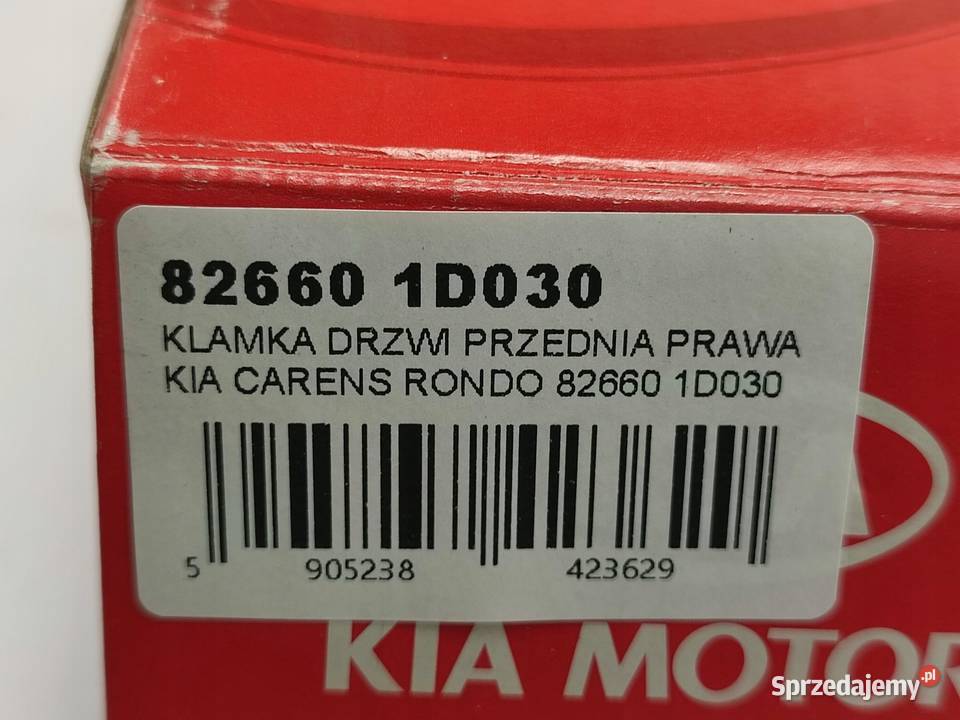 82660 1D030
KLAMKA DRZWI PRZEDNIA PRAWA
KIA CARENS RONDO 82660 1D030
5 905238 423629
KIA MOTOR
Sprzedajemy.pl